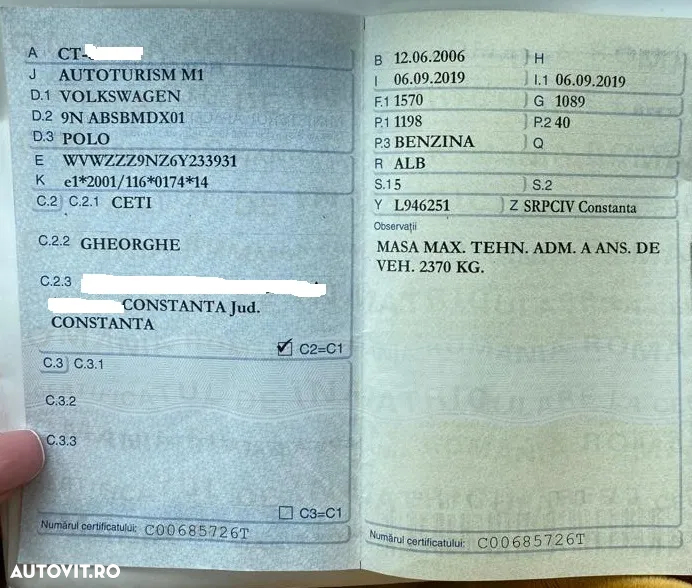 A CT-
J AUTOTURISM M1
D.1 VOLKSWAGEN
D.2 9N ABSBMDX01
D.3 POLO
E WVWZZZ9NZ6Y233931
K e1*2001/116*0174*14
C.2 C.2.1 CETI
C.2.2 GHEORGHE
C.2.3
CONSTANTA Jud.
CONSTANTA
C2=C1
C.3 C.3.1
C.3.2
C.3.3
C3=C1
Numărul certificatului: C00685726T
B 12.06.2006 H
I 06.09.2019 I.1 06.09.2019
F.1 1570 G 1089
P.1 1198 P.2 40
P.3 BENZINA Q
R ALB
S.1 5 S.2
Y L946251 Z SRPCIV Constanta
Observații
MASA MAX. TEHN. ADM. A ANS. DE
VEH. 2370 KG.
Numărul certificatului: C00685726T
AUTOVIT.RO